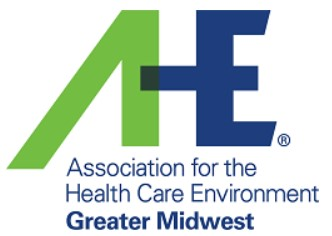 AHE®
Association for the
Health Care Environment
Greater Midwest